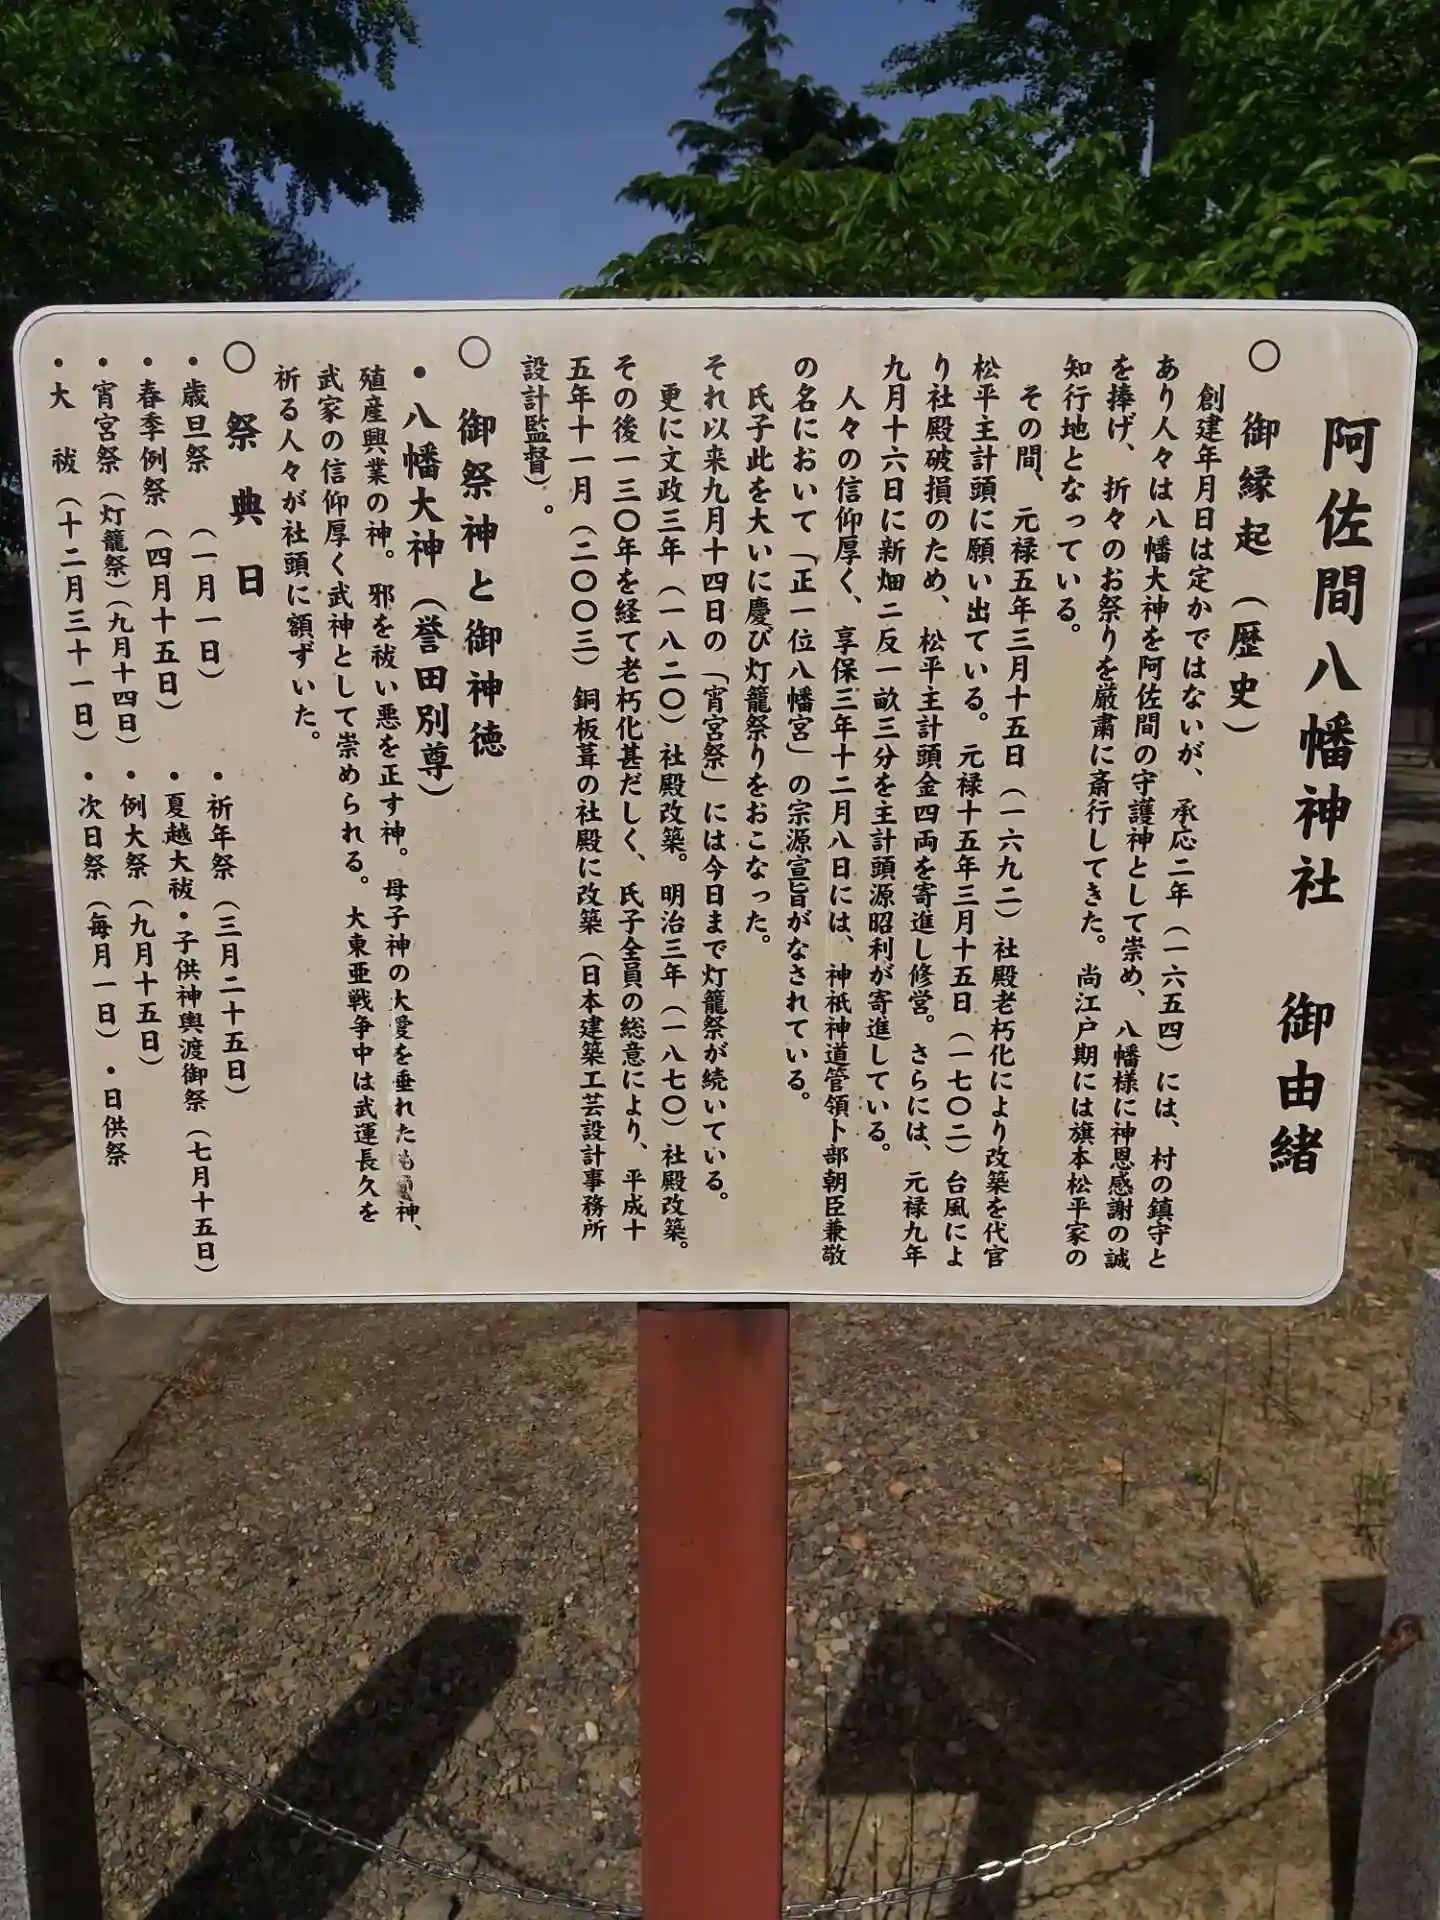 阿佐間八幡神社　御由緒
○　御縁起（歴史）
創建年月日は定かではないが、承応二年（一六五四）には、村の鎮守と
あり人々は八幡大神を阿佐間の守護神として崇め、八幡様に神恩感謝の誠
を捧げ、折々のお祭りを厳粛に斎行してきた。尚江戸期には旗本松平家の
知行地となっている。
その間、元禄五年三月十五日（一六九二）社殿老朽化により改築を代官
松平主計頭に願い出ている。元禄十五年三月十五日（一七〇二）台風によ
り社殿破損のため、松平主計頭金四両を寄進し修営。さらには、元禄九年
九月十六日に新畑二反一畝三分を主計頭源昭利が寄進している。
人々の信仰厚く、享保三年十二月八日には、神祇神道管領卜部朝臣兼敬
の名において「正一位八幡宮」の宗源宣旨がなされている。
氏子此を大いに慶び灯籠祭りをおこなった。
それ以来九月十四日の「宵宮祭」には今日まで灯籠祭が続いている。
更に文政三年（一八二〇）社殿改築。明治三年（一八七〇）社殿改築。
その後一三〇年を経て老朽化甚だしく、氏子全員の総意により、平成十
五年十一月（二〇〇三）銅板葺の社殿に改築（日本建築工芸設計事務所
設計監督）。
○　御祭神と御神徳
・八幡大神（誉田別尊）
殖産興業の神。邪を祓い悪を正す神。母子神の大愛を垂れたも神、
武家の信仰厚く武神として崇められる。大東亜戦争中は武運長久を
祈る人々が社頭に額ずいた。
○　祭典日
・歳旦祭　（一月一日）　・祈年祭（三月二十五日）
・春季例祭（四月十五日）　・夏越大祓・子供神輿渡御祭（七月十五日）
・宵宮祭（灯籠祭）（九月十四日）　・例大祭（九月十五日）
・大　祓（十二月三十一日）　・次日祭（毎月一日）・日供祭